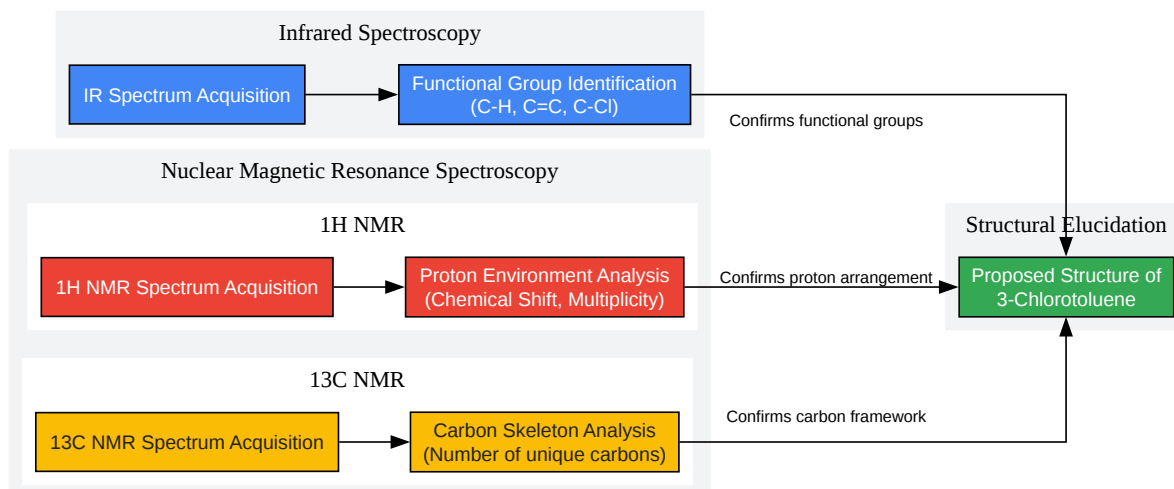 Infrared Spectroscopy
IR Spectrum Acquisition
Functional Group Identification
(C-H, C=C, C-Cl)
Confirms functional groups
Nuclear Magnetic Resonance Spectroscopy
1H NMR
1H NMR Spectrum Acquisition
Proton Environment Analysis
(Chemical Shift, Multiplicity)
Confirms proton arrangement
Structural Elucidation
Proposed Structure of
3-Chlorotoluene
13C NMR
13C NMR Spectrum Acquisition
Carbon Skeleton Analysis
(Number of unique carbons)
Confirms carbon framework